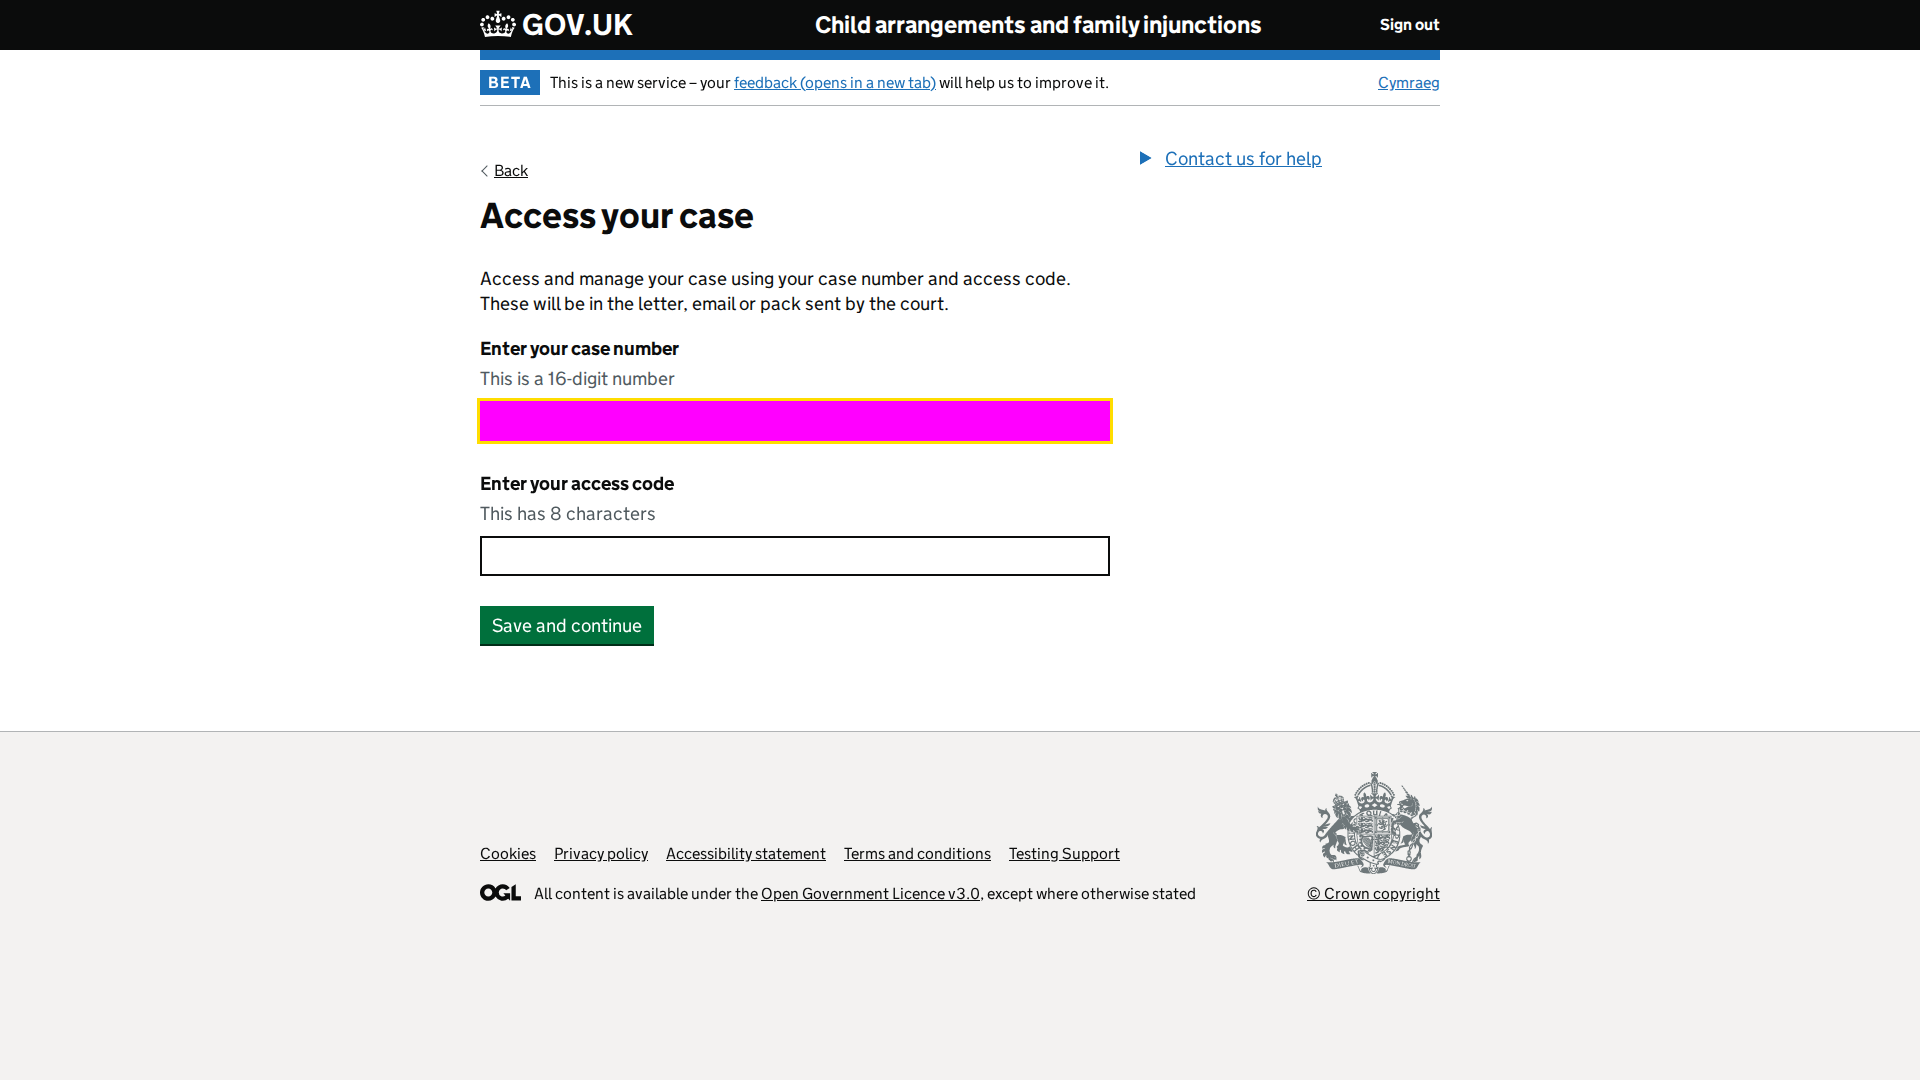 GOV.UK
Child arrangements and family injunctions
Sign out
BETA This is a new service – your feedback (opens in a new tab) will help us to improve it.
Cymraeg
Back
Contact us for help
Access your case
Access and manage your case using your case number and access code.
These will be in the letter, email or pack sent by the court.
Enter your case number
This is a 16-digit number
Enter your access code
This has 8 characters
Save and continue
Cookies Privacy policy Accessibility statement Terms and conditions Testing Support
OGL All content is available under the Open Government Licence v3.0, except where otherwise stated
© Crown copyright